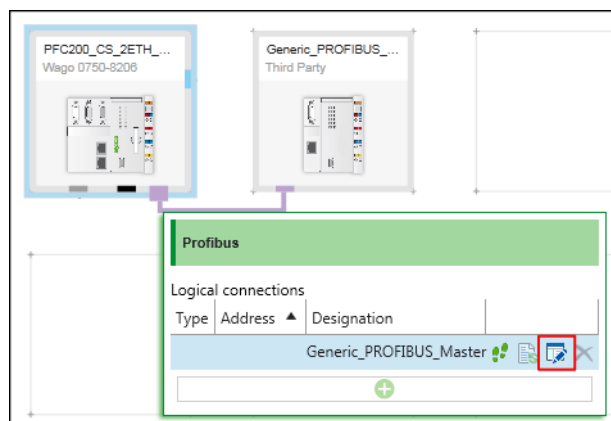 PFC200_CS_2ETH_...
Wago 0750-8206
Generic_PROFIBUS_...
Third Party
Profibus
Logical connections
Type Address Designation
Generic_PROFIBUS_Master